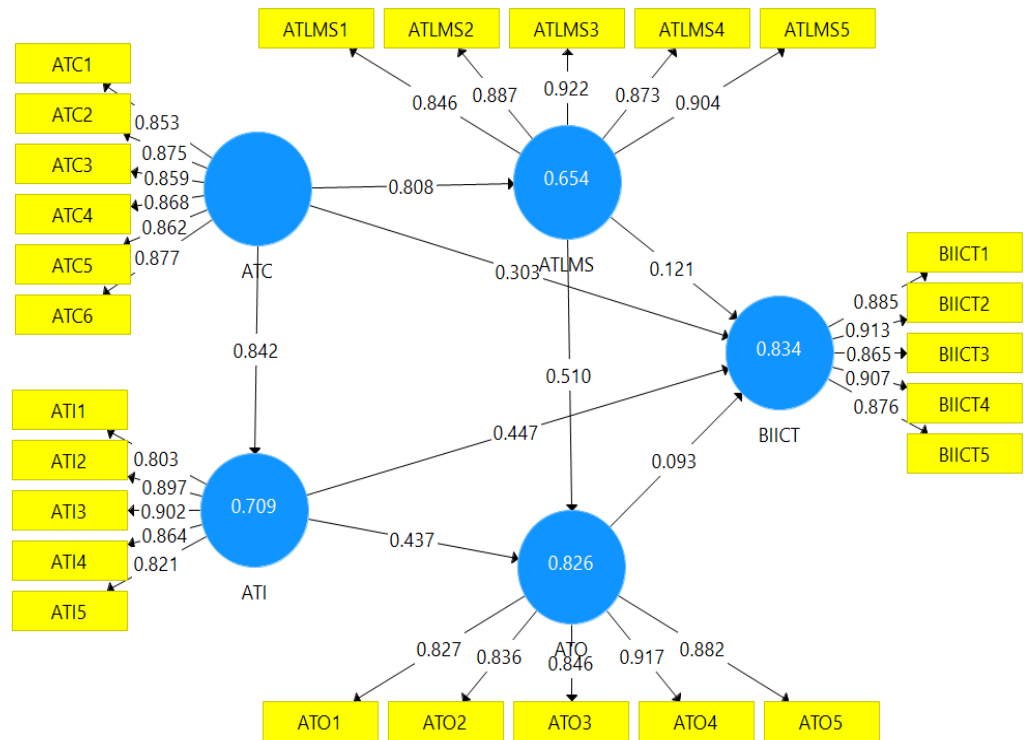 ATLMS1 ATLMS2 ATLMS3 ATLMS4 ATLMS5
0.846 0.887 0.922 0.873 0.904
ATC1
ATC2
ATC3
ATC4
ATC5
ATC6
0.853
0.875
0.859
0.868
0.862
0.877
ATC
0.808
0.654
ATLMS
0.303
0.121
0.842
0.510
0.834
BIICT
0.885
0.913
0.865
0.907
0.876
BIICT1
BIICT2
BIICT3
BIICT4
BIICT5
ATI1
ATI2
ATI3
ATI4
ATI5
0.803
0.897
0.902
0.864
0.821
0.709
ATI
0.447
0.437
0.093
0.826
ATO
0.827 0.836 0.846 0.917 0.882
ATO1 ATO2 ATO3 ATO4 ATO5